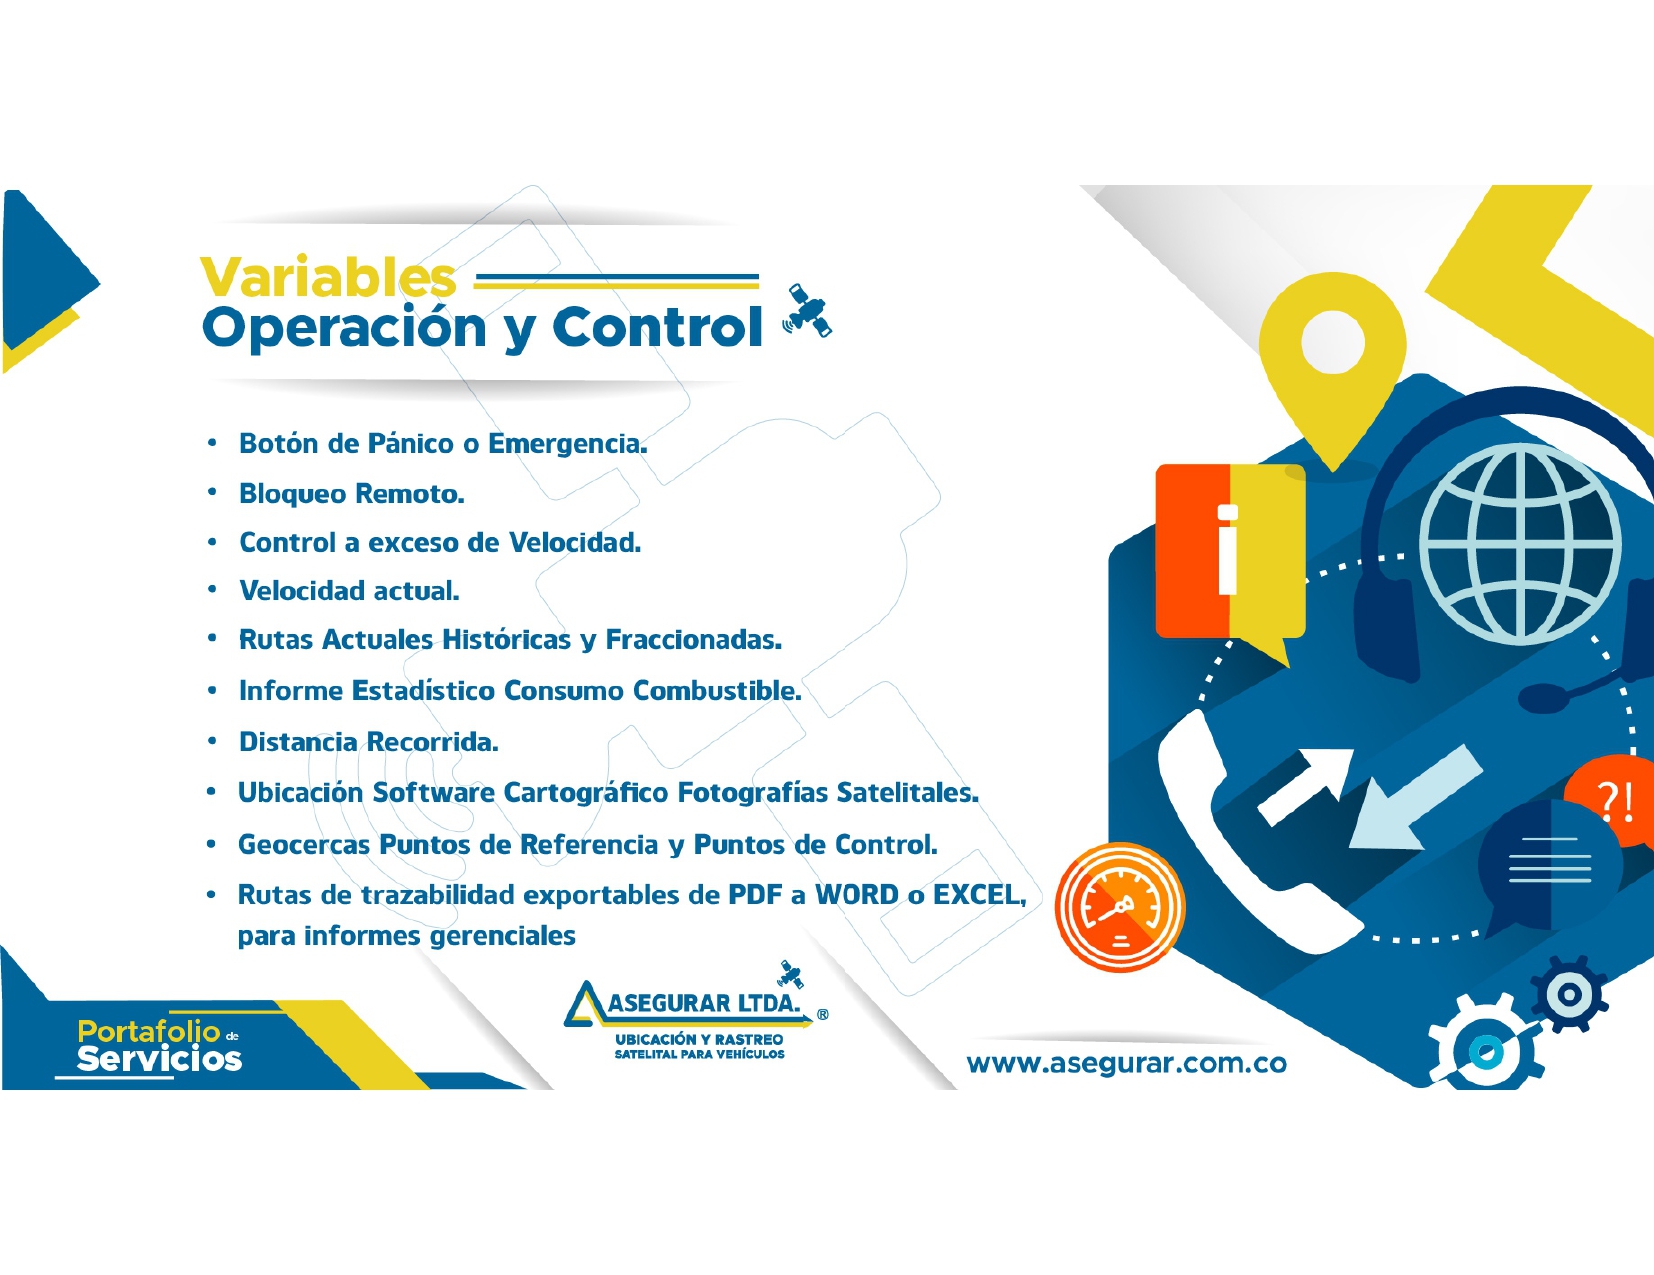 Variables
Operación y Control
• Botón de Pánico o Emergencia.
• Bloqueo Remoto.
• Control a exceso de Velocidad.
• Velocidad actual.
• Rutas Actuales Históricas y Fraccionadas.
• Informe Estadístico Consumo Combustible.
• Distancia Recorrida.
• Ubicación Software Cartográfico Fotografías Satelitales.
• Geocercas Puntos de Referencia y Puntos de Control.
• Rutas de trazabilidad exportables de PDF a WORD o EXCEL,
para informes gerenciales
i
?!
Portafolio de
Servicios
ASEGURAR LTDA. ®
UBICACIÓN Y RASTREO
SATELITAL PARA VEHÍCULOS
www.asegurar.com.co